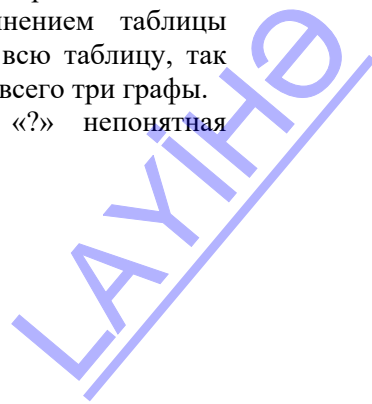 нением таблицы
всю таблицу, так
всего три графы.
«?» непонятная
LAYİHƏ